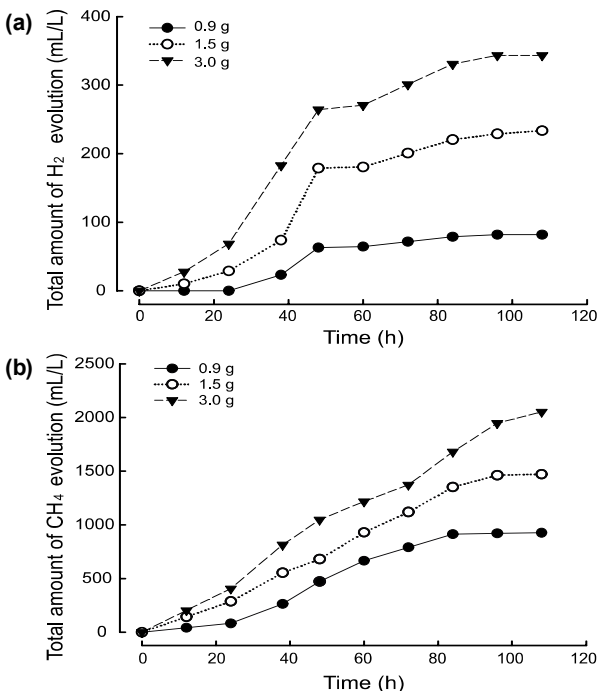 (a)
Total amount of H₂ evolution (mL/L)
400
300
200
100
0
0.9 g
1.5 g
3.0 g
0 20 40 60 80 100 120
Time (h)
(b)
Total amount of CH₄ evolution (mL/L)
2500
2000
1500
1000
500
0
0.9 g
1.5 g
3.0 g
0 20 40 60 80 100 120
Time (h)